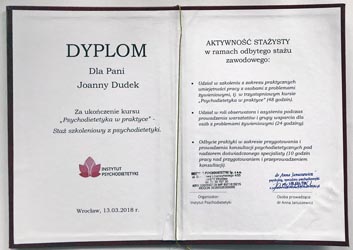 DYPLOM
Dla Pani
Joanny Dudek
Za ukończenie kursu
„Psychodietetyka w praktyce” -
Staż szkoleniowy z psychodietetyki.
INSTYTUT
PSYCHODIETETYKI
Wrocław, 13.03.2018 r.
AKTYWNOŚĆ STAŻYSTY
w ramach odbytego stażu
zawodowego:
Udział w szkoleniu z zakresu praktycznych
umiejętności pracy z osobami z problemami
żywieniowymi, tj. w trzystopniowym kursie
„Psychodietetyka w praktyce” (48 godzin).
Udział w roli obserwatora i asystenta podczas
prowadzenia warsztatów i grupy wsparcia dla
osób z problemami żywieniowymi (24 godziny).
Odbycie praktyki w zakresie przygotowania i
prowadzenia konsultacji psychodietetycznych pod
nadzorem doświadczonego specjalisty (10 godzin
pracy nad przygotowaniem i przeprowadzeniem
konsultacji).
dr Anna Januszewicz
Organizator:
Instytut Psychodietetyki
Osoba prowadząca:
dr Anna Januszewicz